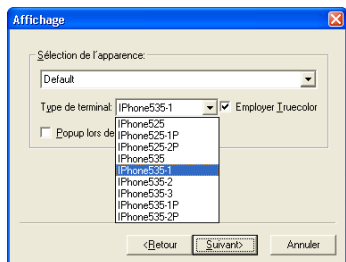 Affichage
Sélection de l'apparence:
Default
Type de terminal: IPhone535-1 Employer Truecolor
Popup lors de
IPhone525
IPhone525-1P
IPhone525-2P
IPhone535
IPhone535-1
IPhone535-2
IPhone535-3
IPhone535-1P
IPhone535-2P
<Retour Suivant> Annuler